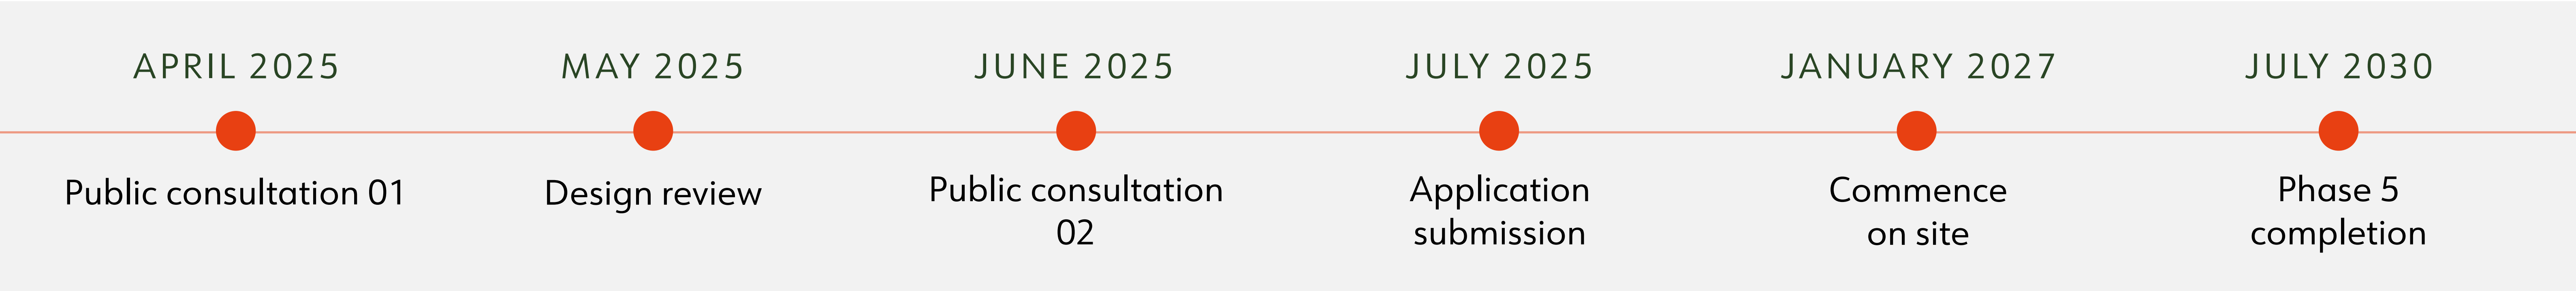 APRIL 2025
MAY 2025
JUNE 2025
JULY 2025
JANUARY 2027
JULY 2030
Public consultation 01
Design review
Public consultation
02
Application
submission
Commence
on site
Phase 5
completion